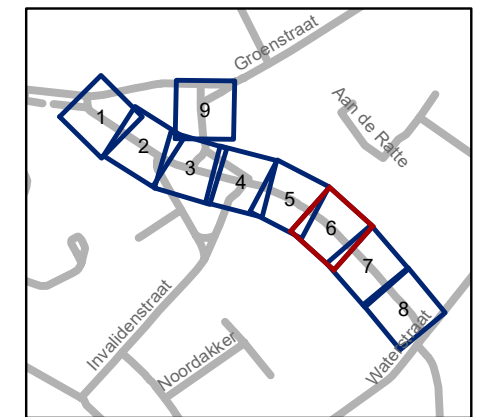 Groenstraat
Aan de Ratte
1
9
2
3
4
5
6
7
8
Invalidenstraat
Noordakker
Waterstraat